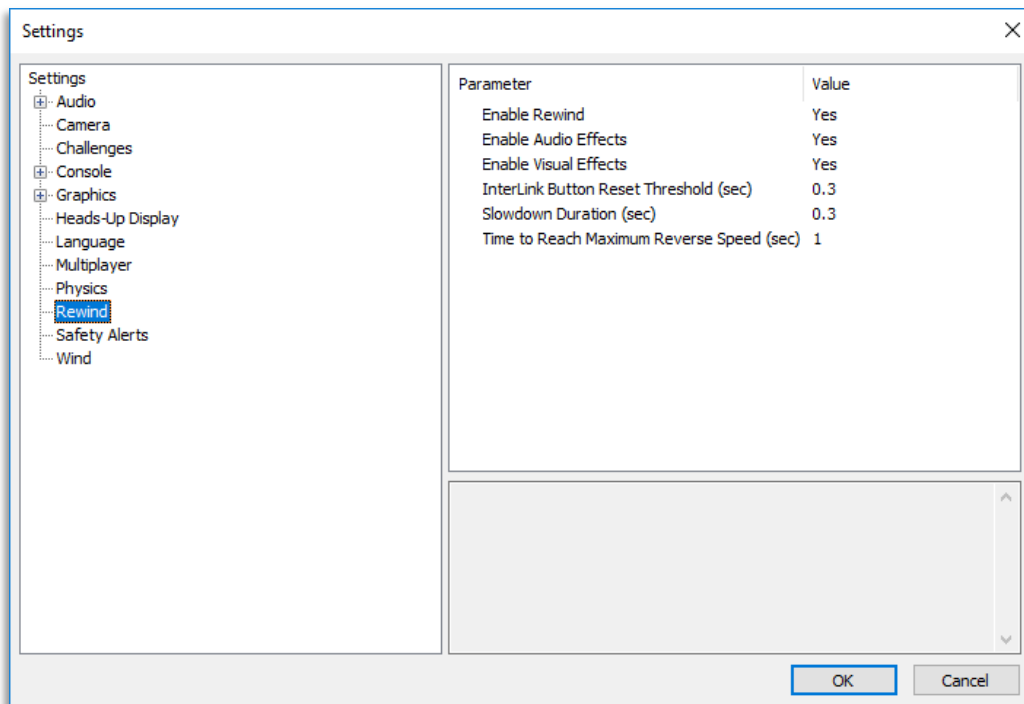 Settings
Settings
Audio
Camera
Challenges
Console
Graphics
Heads-Up Display
Language
Multiplayer
Physics
Rewind
Safety Alerts
Wind
Parameter Value
Enable Rewind Yes
Enable Audio Effects Yes
Enable Visual Effects Yes
InterLink Button Reset Threshold (sec) 0.3
Slowdown Duration (sec) 0.3
Time to Reach Maximum Reverse Speed (sec) 1
OK Cancel